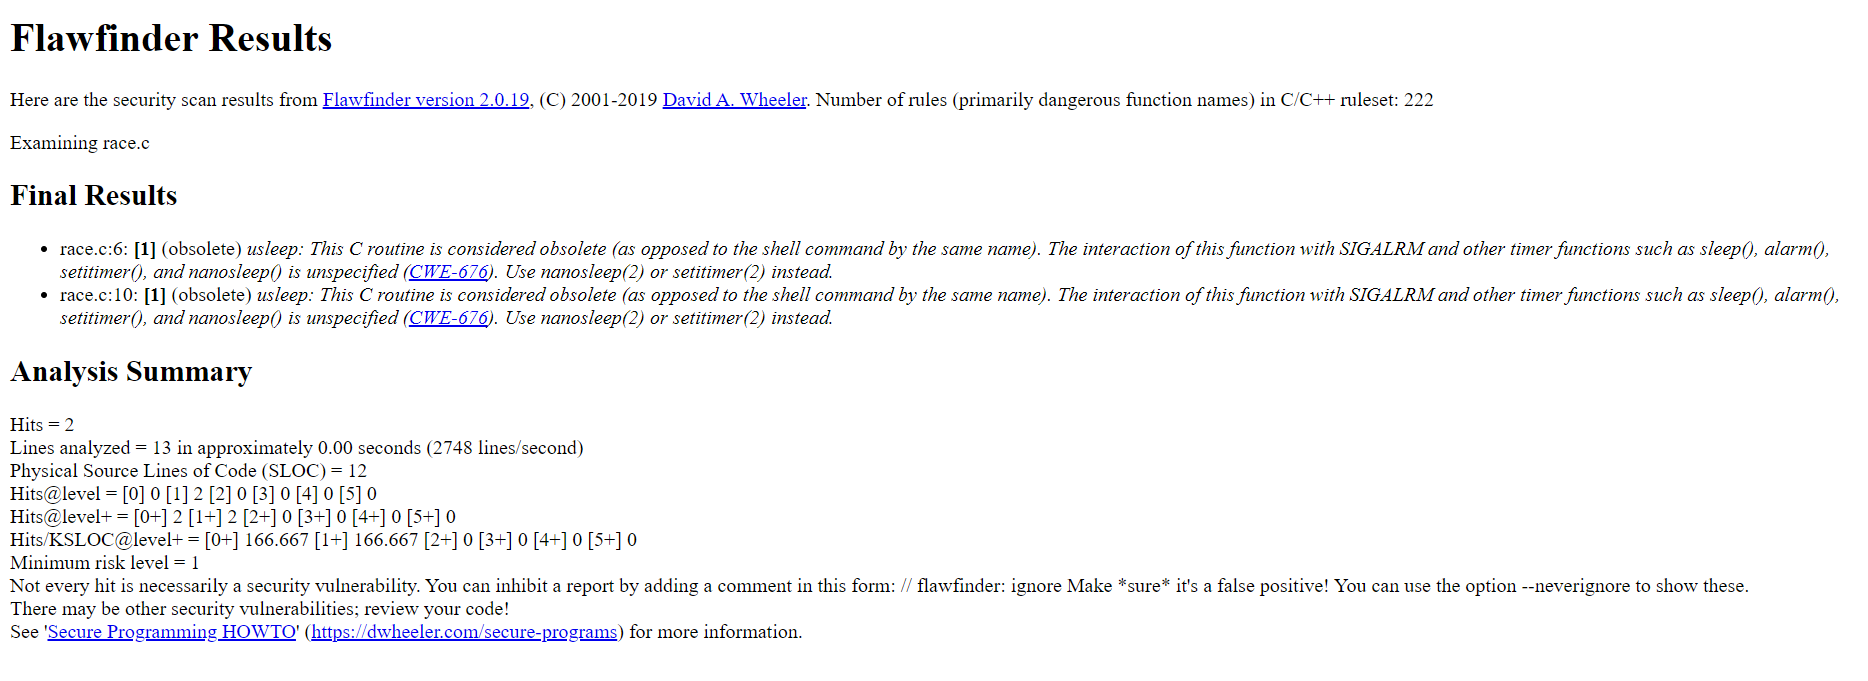 Flawfinder Results
Here are the security scan results from Flawfinder version 2.0.19, (C) 2001-2019 David A. Wheeler. Number of rules (primarily dangerous function names) in C/C++ ruleset: 222
Examining race.c
Final Results
• race.c:6: [1] (obsolete) usleep: This C routine is considered obsolete (as opposed to the shell command by the same name). The interaction of this function with SIGALRM and other timer functions such as sleep(), alarm(),
setitimer(), and nanosleep() is unspecified (CWE-676). Use nanosleep(2) or setitimer(2) instead.
• race.c:10: [1] (obsolete) usleep: This C routine is considered obsolete (as opposed to the shell command by the same name). The interaction of this function with SIGALRM and other timer functions such as sleep(), alarm(),
setitimer(), and nanosleep() is unspecified (CWE-676). Use nanosleep(2) or setitimer(2) instead.
Analysis Summary
Hits = 2
Lines analyzed = 13 in approximately 0.00 seconds (2748 lines/second)
Physical Source Lines of Code (SLOC) = 12
Hits@level = [0] 0 [1] 2 [2] 0 [3] 0 [4] 0 [5] 0
Hits@level+ = [0+] 2 [1+] 2 [2+] 0 [3+] 0 [4+] 0 [5+] 0
Hits/KSLOC@level+ = [0+] 166.667 [1+] 166.667 [2+] 0 [3+] 0 [4+] 0 [5+] 0
Minimum risk level = 1
Not every hit is necessarily a security vulnerability. You can inhibit a report by adding a comment in this form: // flawfinder: ignore Make *sure* it's a false positive! You can use the option --neverignore to show these.
There may be other security vulnerabilities; review your code!
See 'Secure Programming HOWTO' (https://dwheeler.com/secure-programs) for more information.